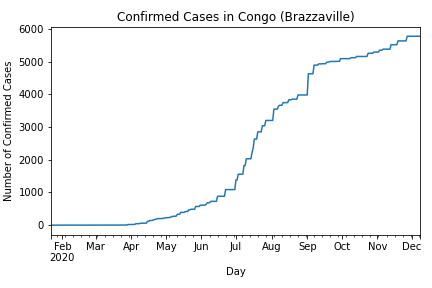 Confirmed Cases in Congo (Brazzaville)
Number of Confirmed Cases
6000
5000
4000
3000
2000
1000
0
Feb Mar Apr May Jun Jul Aug Sep Oct Nov Dec
2020
Day